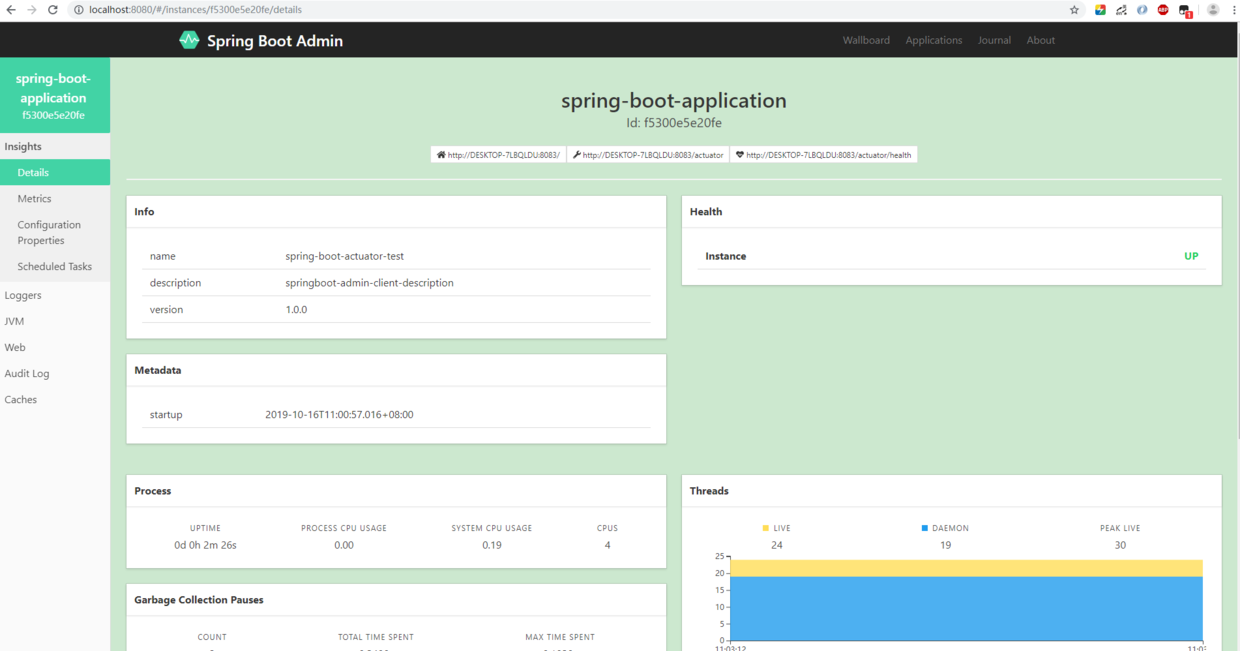 localhost:8080/#/instances/f5300e5e20fe/details
ABP
1
Spring Boot Admin
Wallboard Applications Journal About
spring-boot-
application
f5300e5e20fe
Insights
Details
Metrics
Configuration
Properties
Scheduled Tasks
Loggers
JVM
Web
Audit Log
Caches
spring-boot-application
Id: f5300e5e20fe
http://DESKTOP-7LBQLDU:8083/ http://DESKTOP-7LBQLDU:8083/actuator http://DESKTOP-7LBQLDU:8083/actuator/health
Info
name spring-boot-actuator-test
description springboot-admin-client-description
version 1.0.0
Health
Instance UP
Metadata
startup 2019-10-16T11:00:57.016+08:00
Process
UPTIME PROCESS CPU USAGE SYSTEM CPU USAGE CPUS
0d 0h 2m 26s 0.00 0.19 4
Garbage Collection Pauses
COUNT TOTAL TIME SPENT MAX TIME SPENT
Threads
LIVE DAEMON PEAK LIVE
24 19 30
25
20
15
10
5
0
11:03:12